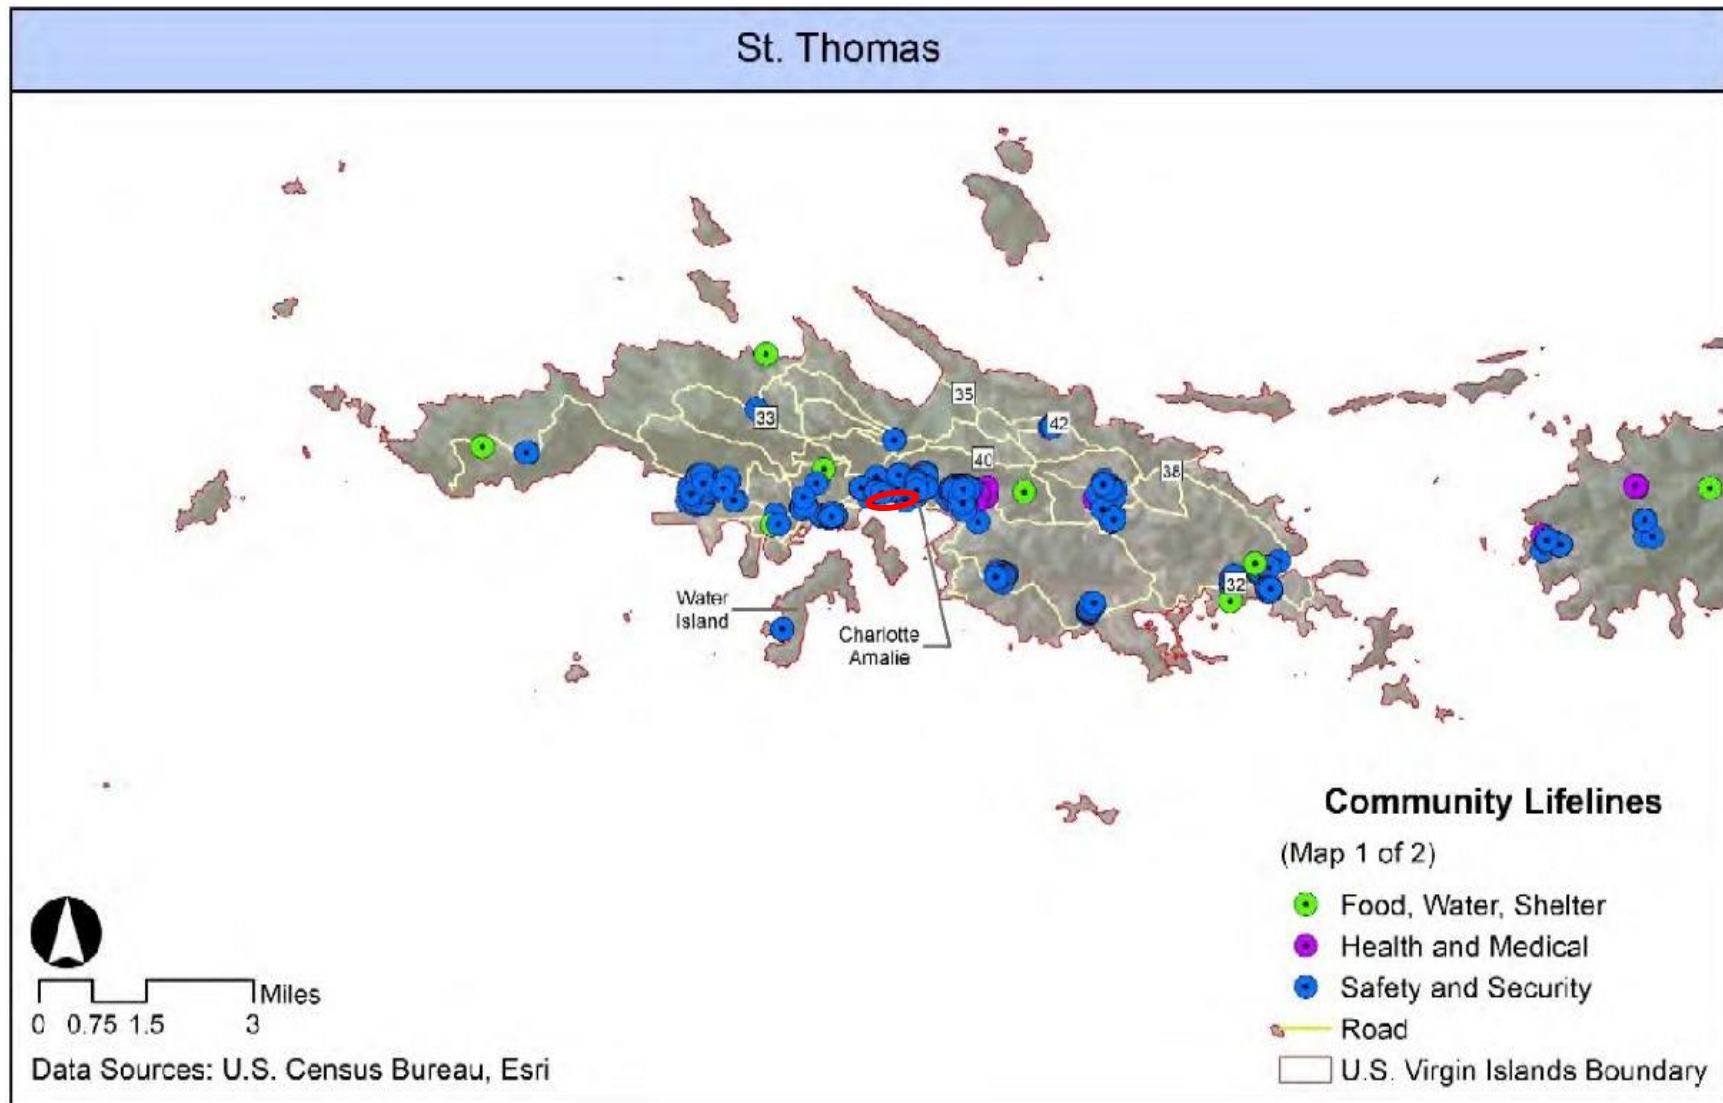 St. Thomas
35
33
42
40
38
32
Water
Island
Charlotte
Amalie
Community Lifelines
(Map 1 of 2)
Food, Water, Shelter
Health and Medical
Safety and Security
Road
U.S. Virgin Islands Boundary
Miles
0 0.75 1.5 3
Data Sources: U.S. Census Bureau, Esri